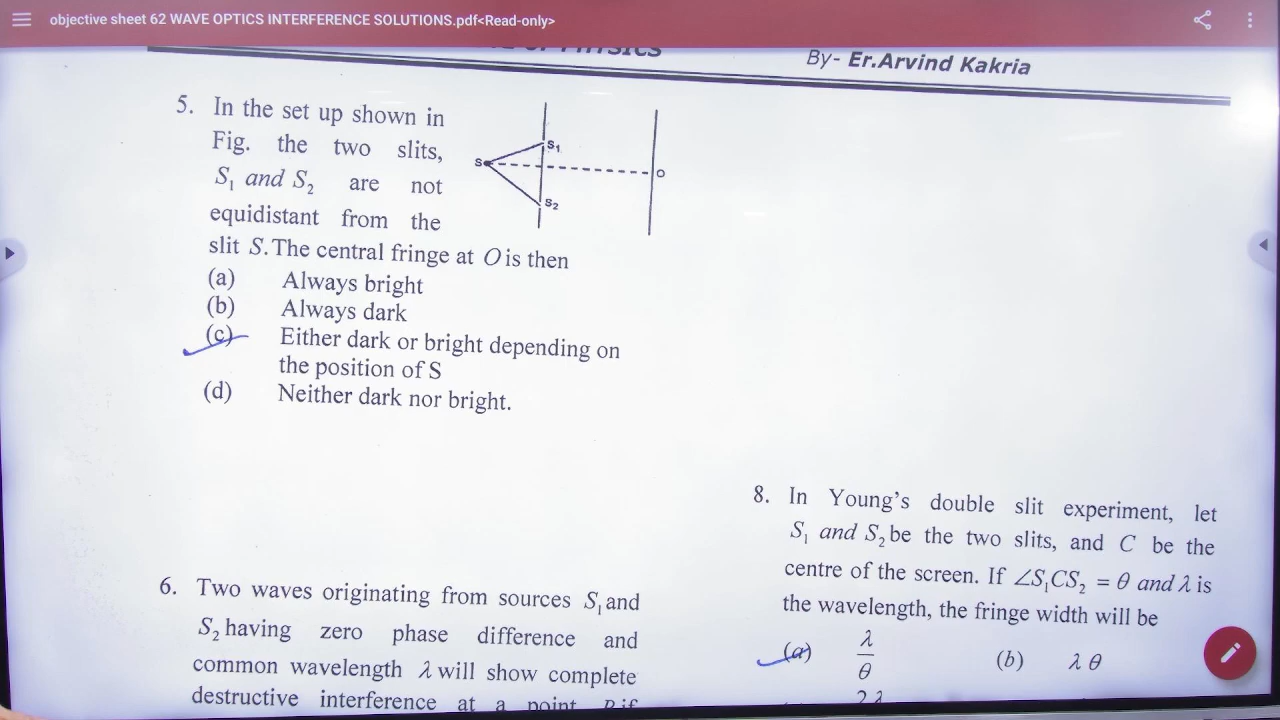 objective sheet 62 WAVE OPTICS INTERFERENCE SOLUTIONS.pdf<Read-only>
By- Er.Arvind Kakria
5. In the set up shown in
Fig. the two slits,
S₁ and S₂ are not
equidistant from the
slit S.The central fringe at O is then
S
S₁
S₂
O
(a) Always bright
(b) Always dark
(c) Either dark or bright depending on
the position of S
(d) Neither dark nor bright.
6. Two waves originating from sources S₁ and
S₂ having zero phase difference and
common wavelength λ will show complete
destructive interference at a point P if
8. In Young's double slit experiment, let
S₁ and S₂ be the two slits, and C be the
centre of the screen. If ∠S₁CS₂ = θ and λ is
the wavelength, the fringe width will be
(a) λ/θ (b) λ θ
2λ